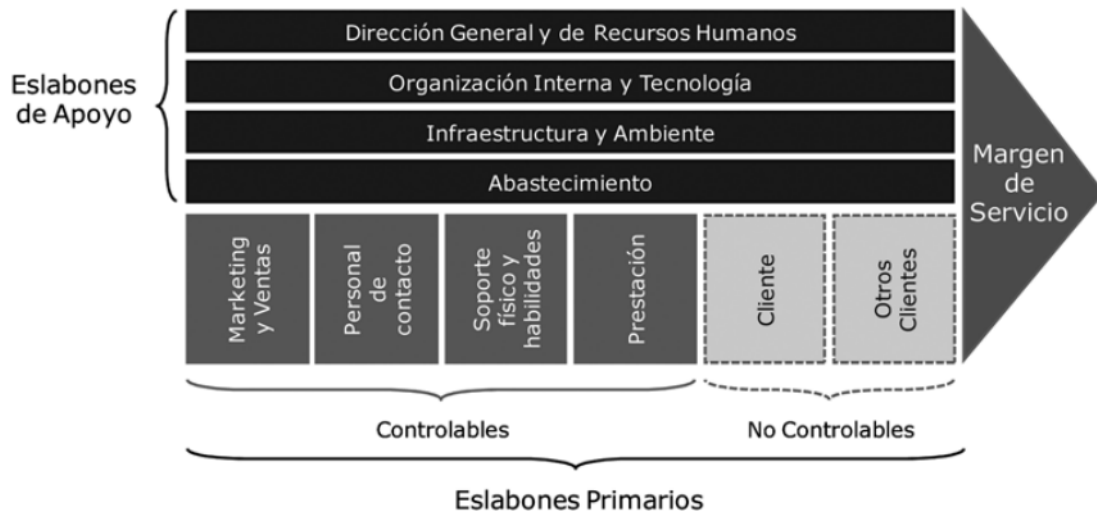 Eslabones
de Apoyo
Dirección General y de Recursos Humanos
Organización Interna y Tecnología
Infraestructura y Ambiente
Abastecimiento
Marketing
y Ventas
Personal
de
contacto
Soporte
físico y
habilidades
Prestación
Cliente
Otros
Clientes
Margen
de
Servicio
Controlables
No Controlables
Eslabones Primarios